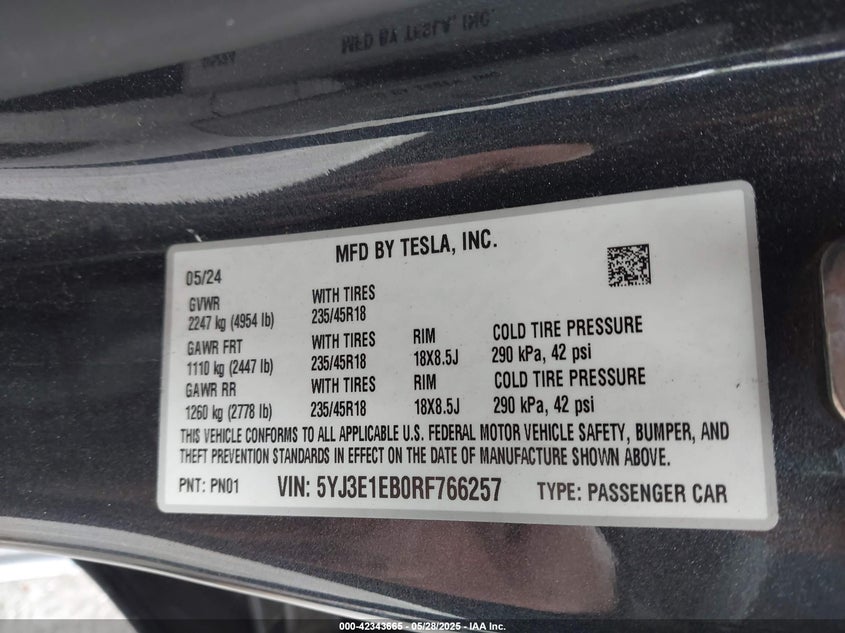 MFD BY TESLA, INC.
05/24
GVWR WITH TIRES
2247 kg (4954 lb) 235/45R18
GAWR FRT WITH TIRES RIM COLD TIRE PRESSURE
1110 kg (2447 lb) 235/45R18 18X8.5J 290 kPa, 42 psi
GAWR RR WITH TIRES RIM COLD TIRE PRESSURE
1260 kg (2778 lb) 235/45R18 18X8.5J 290 kPa, 42 psi
THIS VEHICLE CONFORMS TO ALL APPLICABLE U.S. FEDERAL MOTOR VEHICLE SAFETY, BUMPER, AND
THEFT PREVENTION STANDARDS IN EFFECT ON THE DATE OF MANUFACTURE SHOWN ABOVE.
PNT: PN01 VIN: 5YJ3E1EB0RF766257 TYPE: PASSENGER CAR
000-42343665 - 05/28/2025 - IAA Inc.